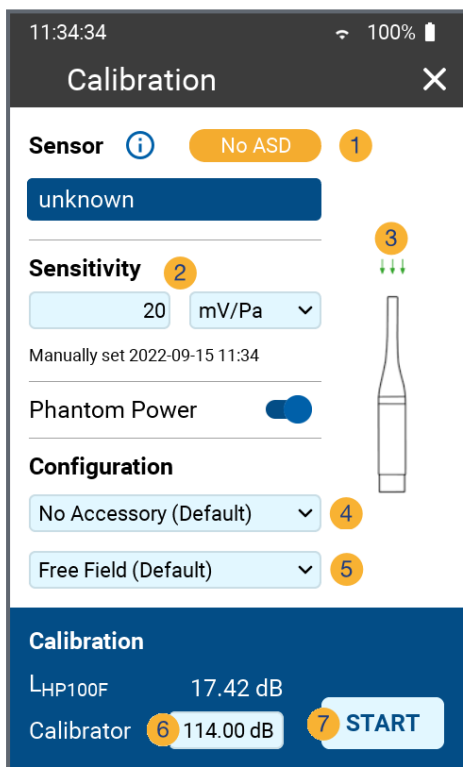 11:34:34 100%
Calibration
Sensor i No ASD 1
unknown
3
Sensitivity 2
20 mV/Pa
Manually set 2022-09-15 11:34
Phantom Power
Configuration
No Accessory (Default) 4
Free Field (Default) 5
Calibration
LHP100F 17.42 dB
Calibrator 6 114.00 dB 7 START